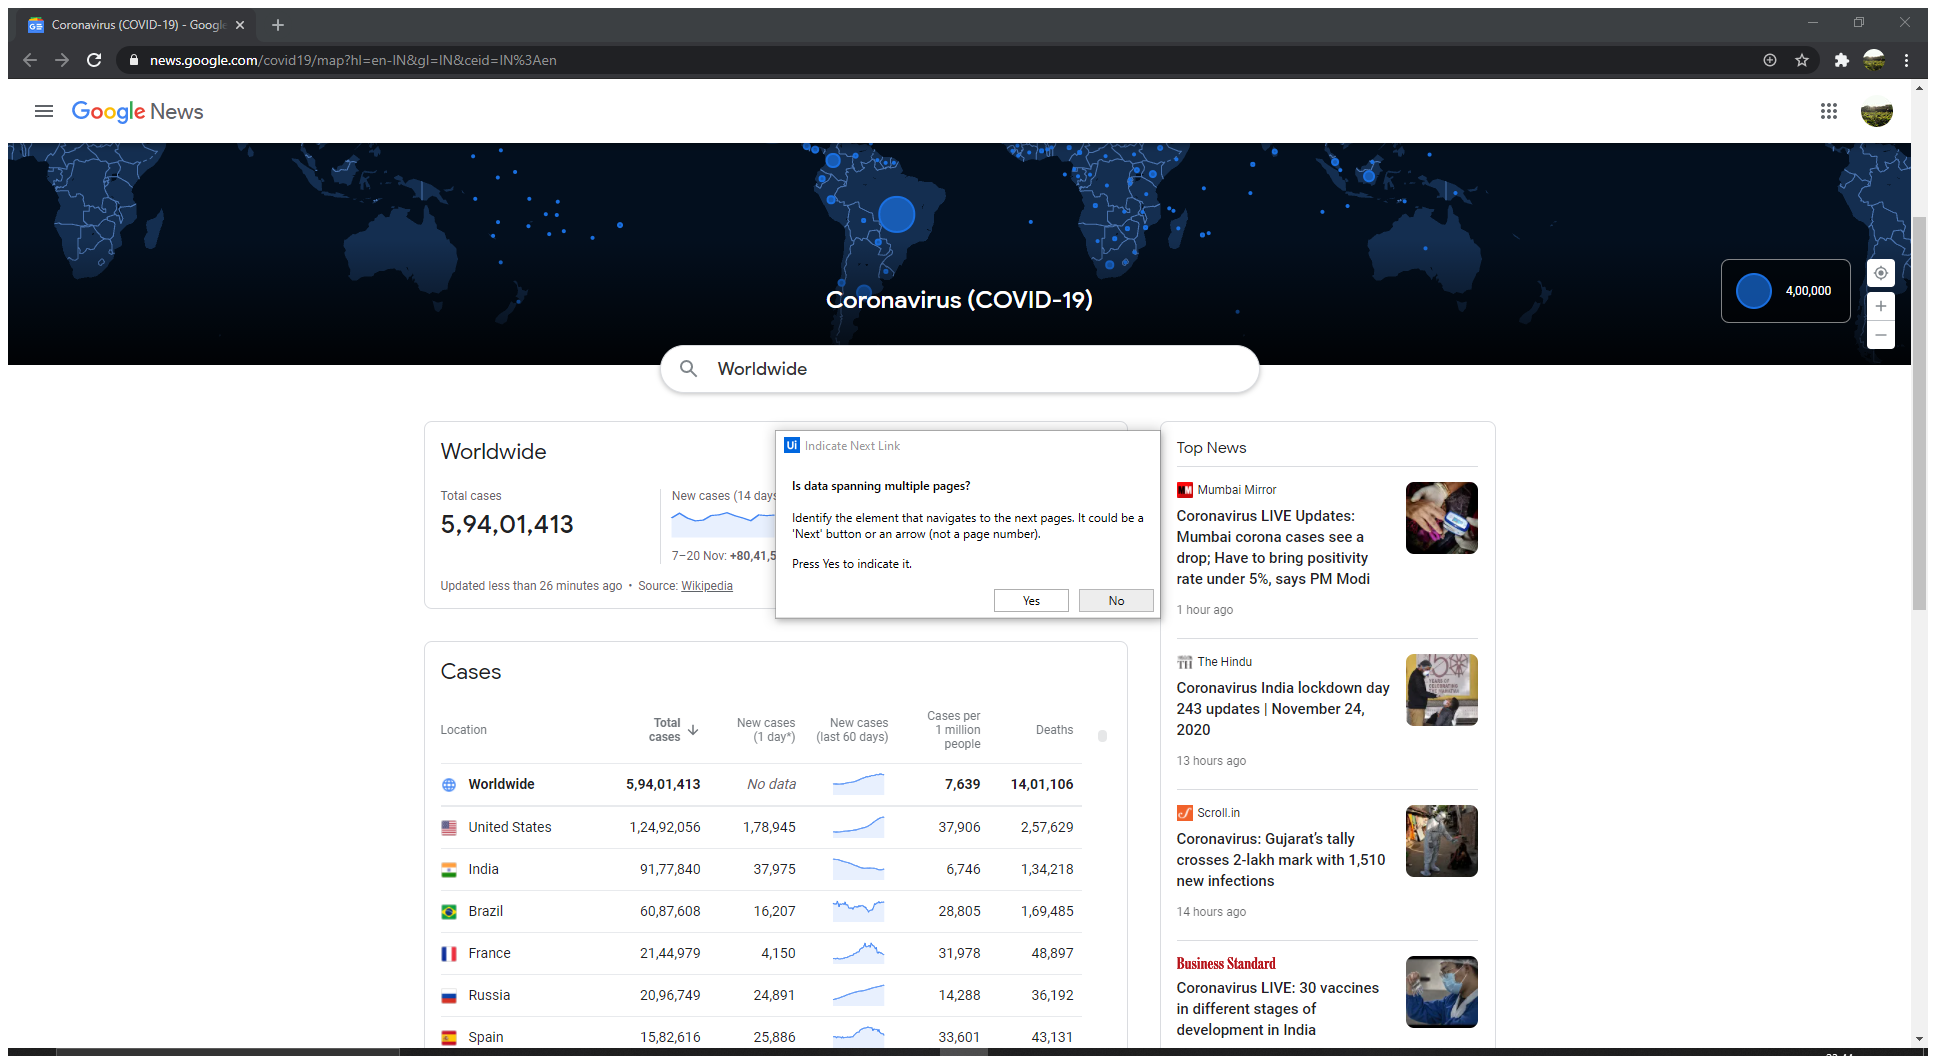 Coronavirus (COVID-19) - Google
news.google.com/covid19/map?hl=en-IN&gl=IN&ceid=IN%3Aen
Google News
Coronavirus (COVID-19)
4,00,000
Worldwide
Worldwide
Total cases
5,94,01,413
New cases (14 days
7–20 Nov: +80,41,5
Updated less than 26 minutes ago • Source: Wikipedia
Ui Indicate Next Link
Is data spanning multiple pages?
Identify the element that navigates to the next pages. It could be a
'Next' button or an arrow (not a page number).
Press Yes to indicate it.
Yes No
Cases
Location Total cases New cases (1 day*) New cases (last 60 days) Cases per 1 million people Deaths
Worldwide 5,94,01,413 No data 7,639 14,01,106
United States 1,24,92,056 1,78,945 37,906 2,57,629
India 91,77,840 37,975 6,746 1,34,218
Brazil 60,87,608 16,207 28,805 1,69,485
France 21,44,979 4,150 31,978 48,897
Russia 20,96,749 24,891 14,288 36,192
Spain 15,82,616 25,886 33,601 43,131
Top News
Mumbai Mirror
Coronavirus LIVE Updates:
Mumbai corona cases see a
drop; Have to bring positivity
rate under 5%, says PM Modi
1 hour ago
The Hindu
Coronavirus India lockdown day
243 updates | November 24,
2020
13 hours ago
Scroll.in
Coronavirus: Gujarat's tally
crosses 2-lakh mark with 1,510
new infections
14 hours ago
Business Standard
Coronavirus LIVE: 30 vaccines
in different stages of
development in India